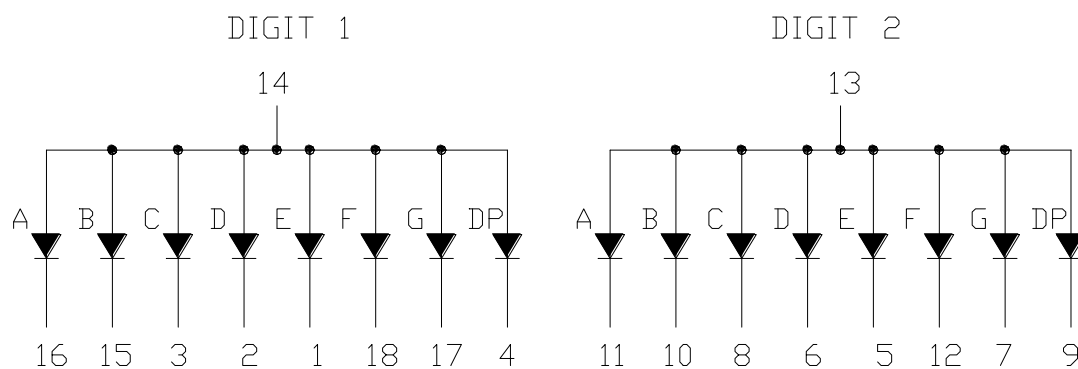 DIGIT 1 DIGIT 2
14 13
A B C D E F G DP A B C D E F G DP
16 15 3 2 1 18 17 4 11 10 8 6 5 12 7 9